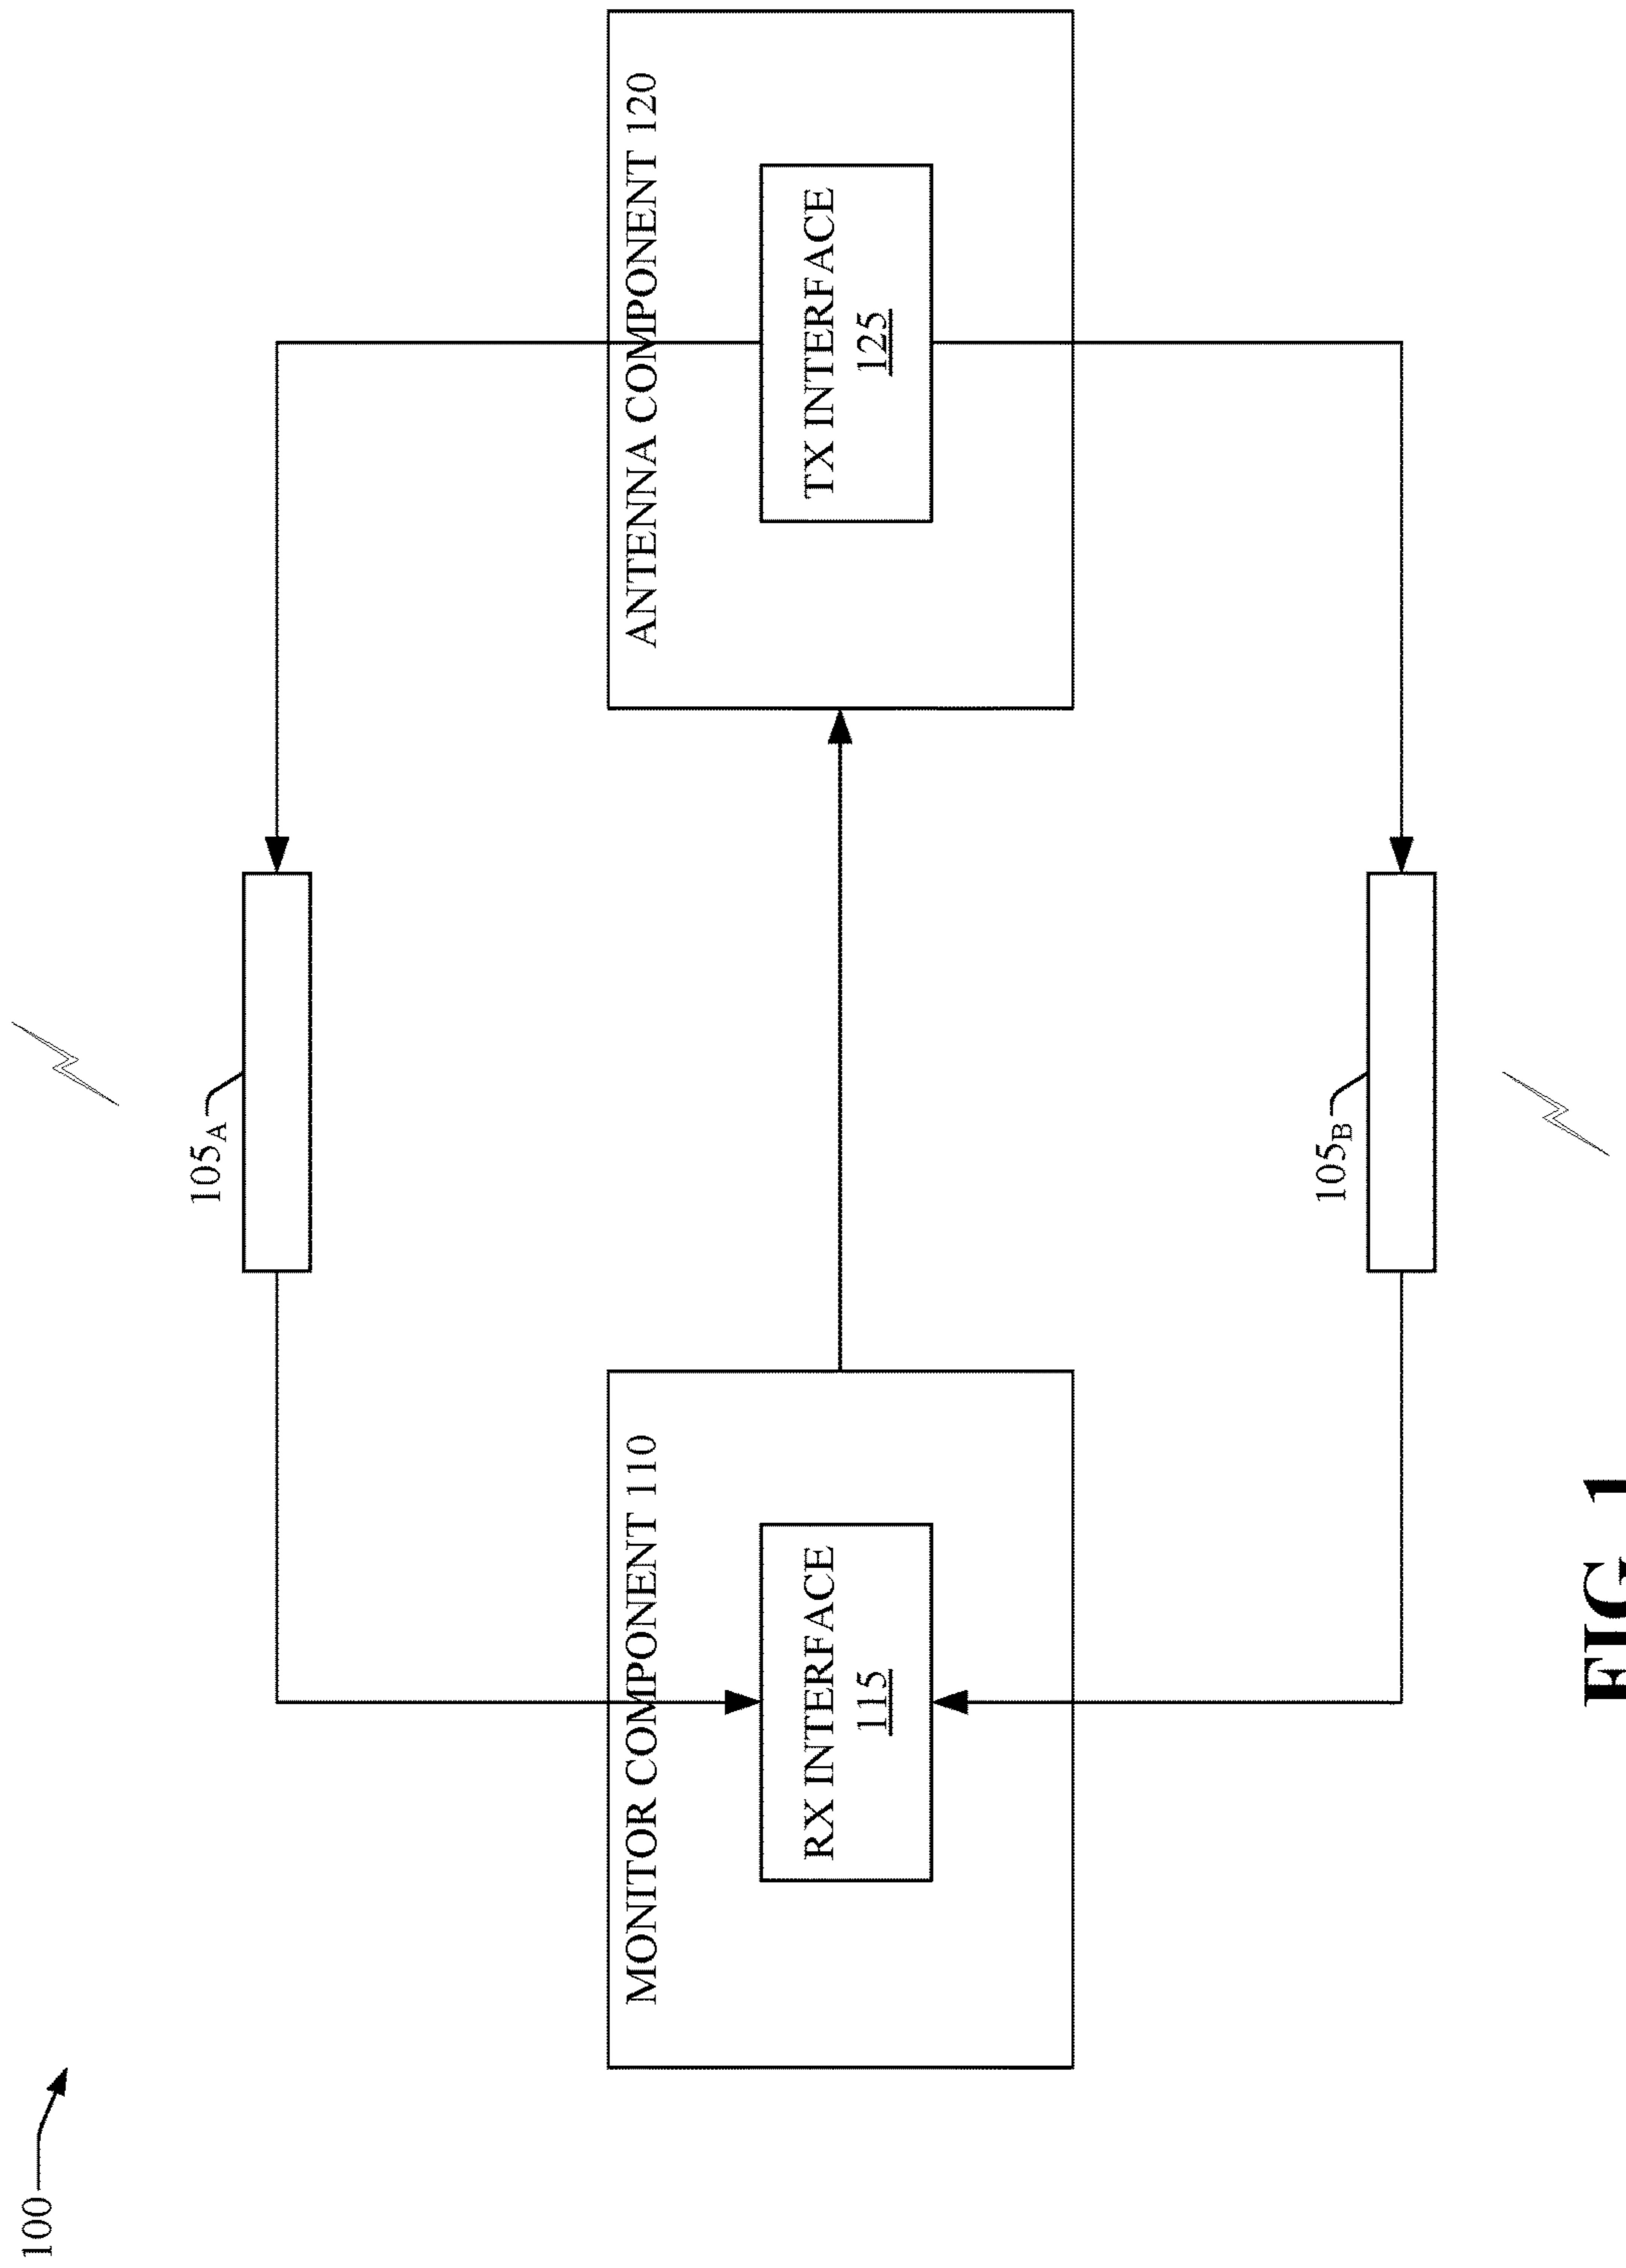 100
105A
MONITOR COMPONENT 110
RX INTERFACE
115
ANTENNA COMPONENT 120
TX INTERFACE
125
105B
FIG. 1